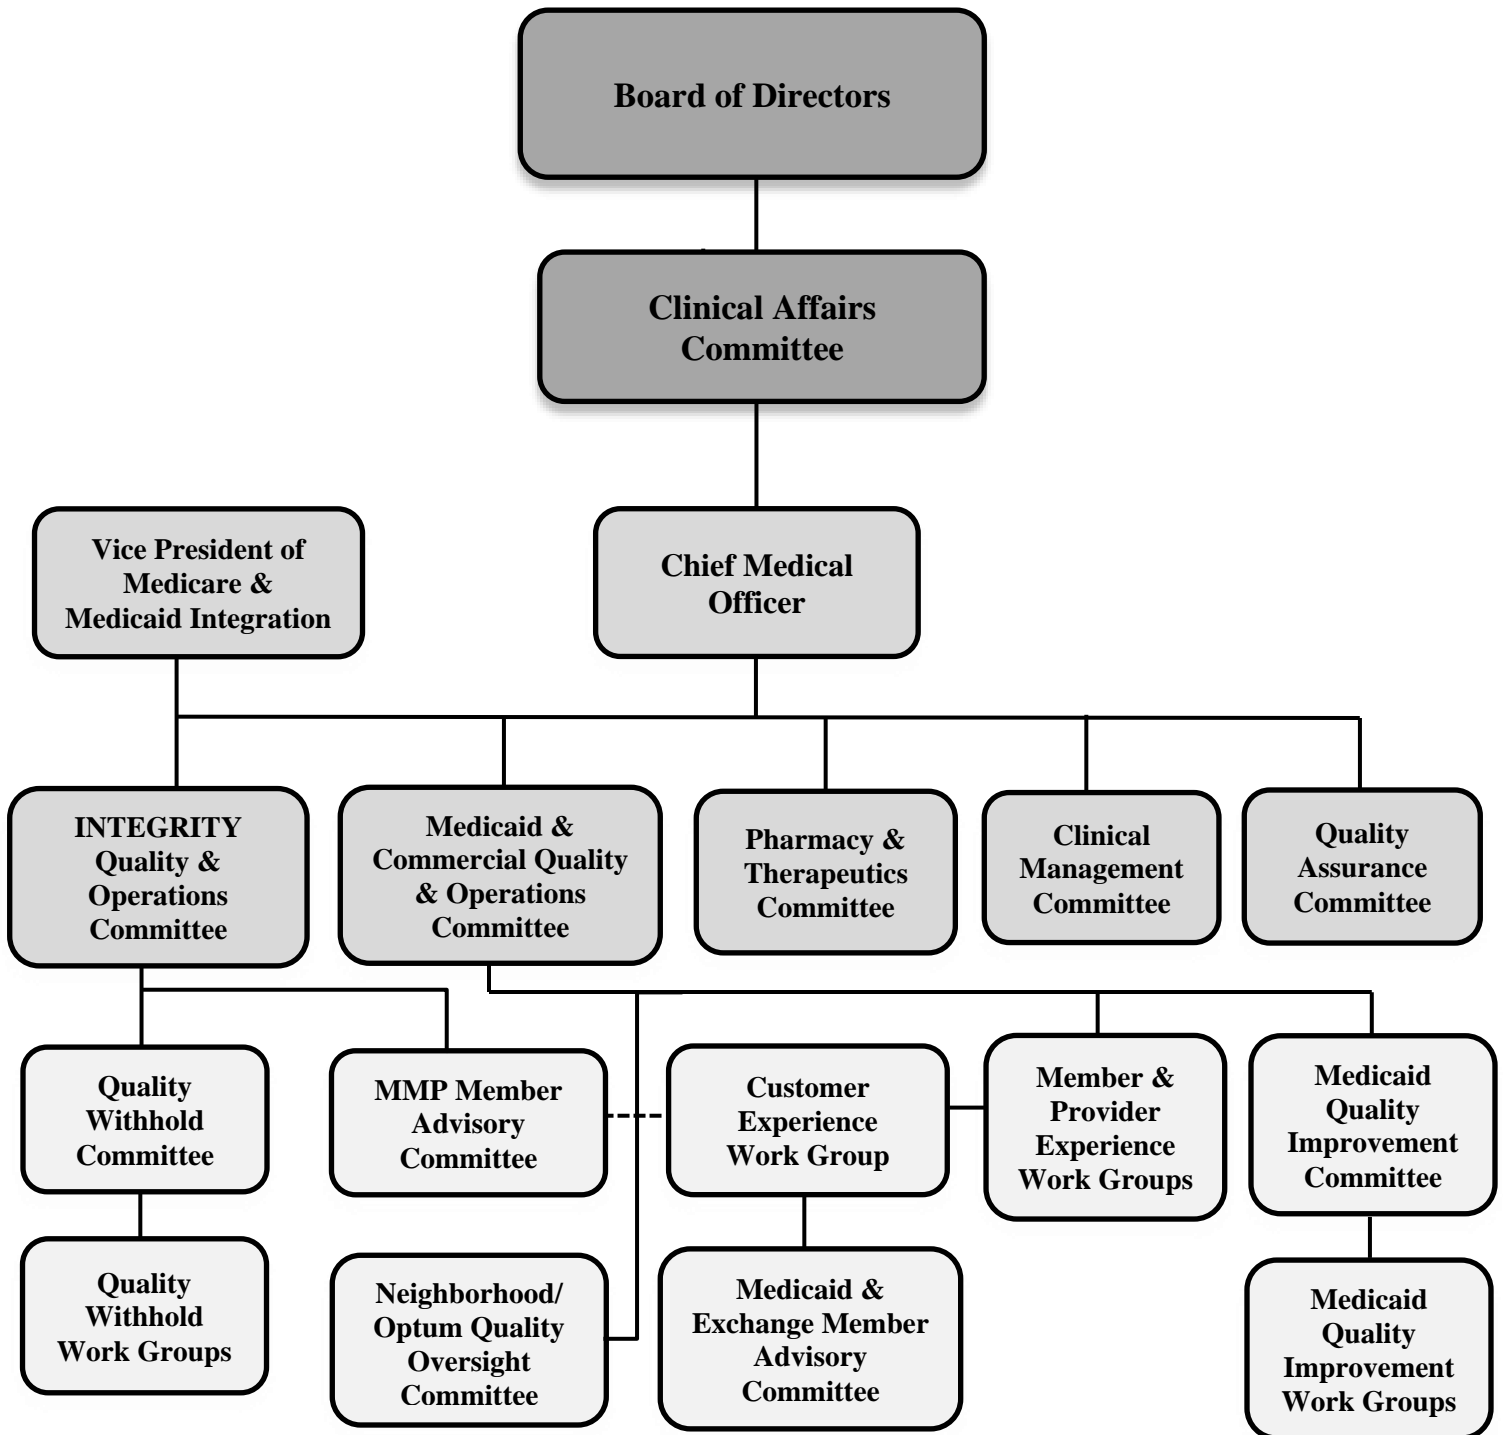 Board of Directors
Clinical Affairs
Committee
Vice President of
Medicare &
Medicaid Integration
Chief Medical
Officer
INTEGRITY
Quality &
Operations
Committee
Medicaid &
Commercial Quality
& Operations
Committee
Pharmacy &
Therapeutics
Committee
Clinical
Management
Committee
Quality
Assurance
Committee
Quality
Withhold
Committee
MMP Member
Advisory
Committee
Customer
Experience
Work Group
Member &
Provider
Experience
Work Groups
Medicaid
Quality
Improvement
Committee
Quality
Withhold
Work Groups
Neighborhood/
Optum Quality
Oversight
Committee
Medicaid &
Exchange Member
Advisory
Committee
Medicaid
Quality
Improvement
Work Groups